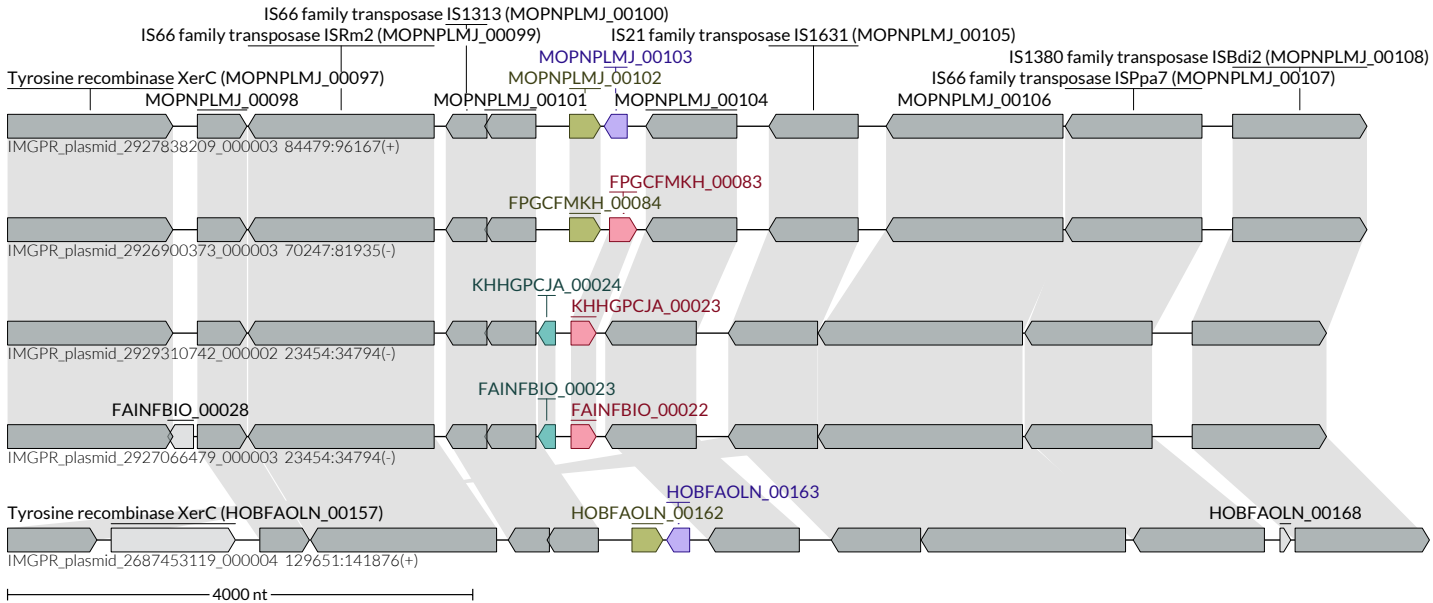 IS66 family transposase IS1313 (MOPNPLMJ_00100)
IS66 family transposase ISRm2 (MOPNPLMJ_00099)
IS21 family transposase IS1631 (MOPNPLMJ_00105)
MOPNPLMJ_00103
IS1380 family transposase ISBdi2 (MOPNPLMJ_00108)
Tyrosine recombinase XerC (MOPNPLMJ_00097)
MOPNPLMJ_00102
IS66 family transposase ISPpa7 (MOPNPLMJ_00107)
MOPNPLMJ_00098
MOPNPLMJ_00101
MOPNPLMJ_00104
MOPNPLMJ_00106
IMGPR_plasmid_2927838209_000003 84479:96167(+)
FPGCFMKH_00083
FPGCFMKH_00084
IMGPR_plasmid_2926900373_000003 70247:81935(-)
KHHGPCJA_00024
KHHGPCJA_00023
IMGPR_plasmid_2929310742_000002 23454:34794(-)
FAINFBIO_00023
FAINFBIO_00028
FAINFBIO_00022
IMGPR_plasmid_2927066479_000003 23454:34794(-)
HOBFAOLN_00163
Tyrosine recombinase XerC (HOBFAOLN_00157)
HOBFAOLN_00162
HOBFAOLN_00168
IMGPR_plasmid_2687453119_000004 129651:141876(+)
4000 nt